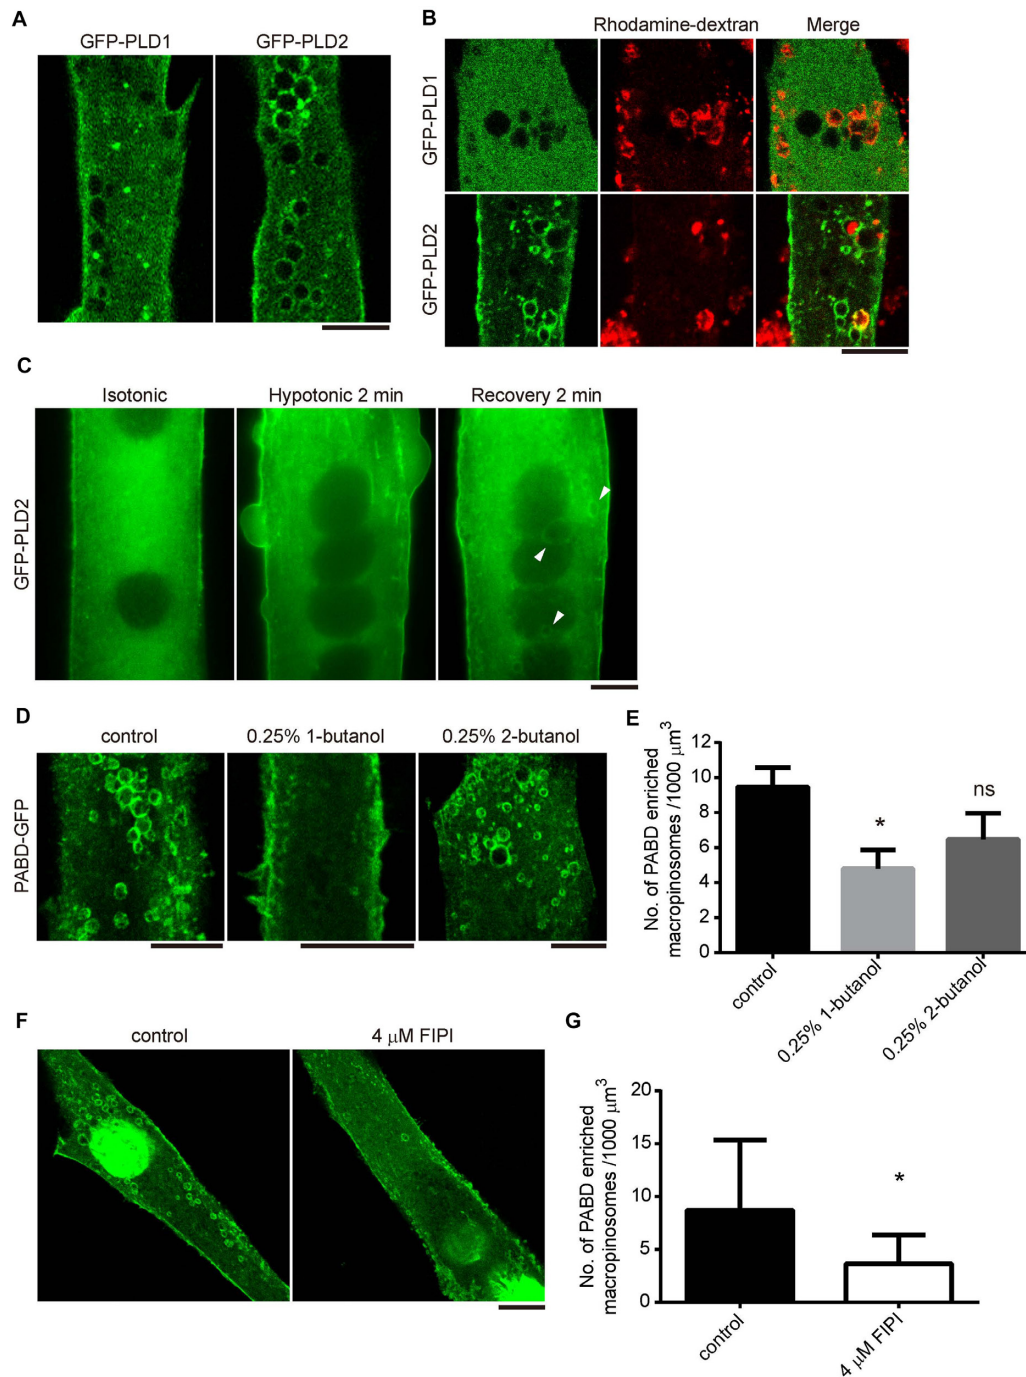 A
GFP-PLD1
GFP-PLD2
B
Rhodamine-dextran
Merge
GFP-PLD1
GFP-PLD2
C
Isotonic
Hypotonic 2 min
Recovery 2 min
GFP-PLD2
D
control
0.25% 1-butanol
0.25% 2-butanol
PABD-GFP
E
No. of PABD enriched
macropinosomes /1000 μm³
12
10
8
6
4
2
0
*
ns
control
0.25% 1-butanol
0.25% 2-butanol
F
control
4 μM FIPI
G
No. of PABD enriched
macropinosomes /1000 μm³
20
15
10
5
0
*
control
4 μM FIPI